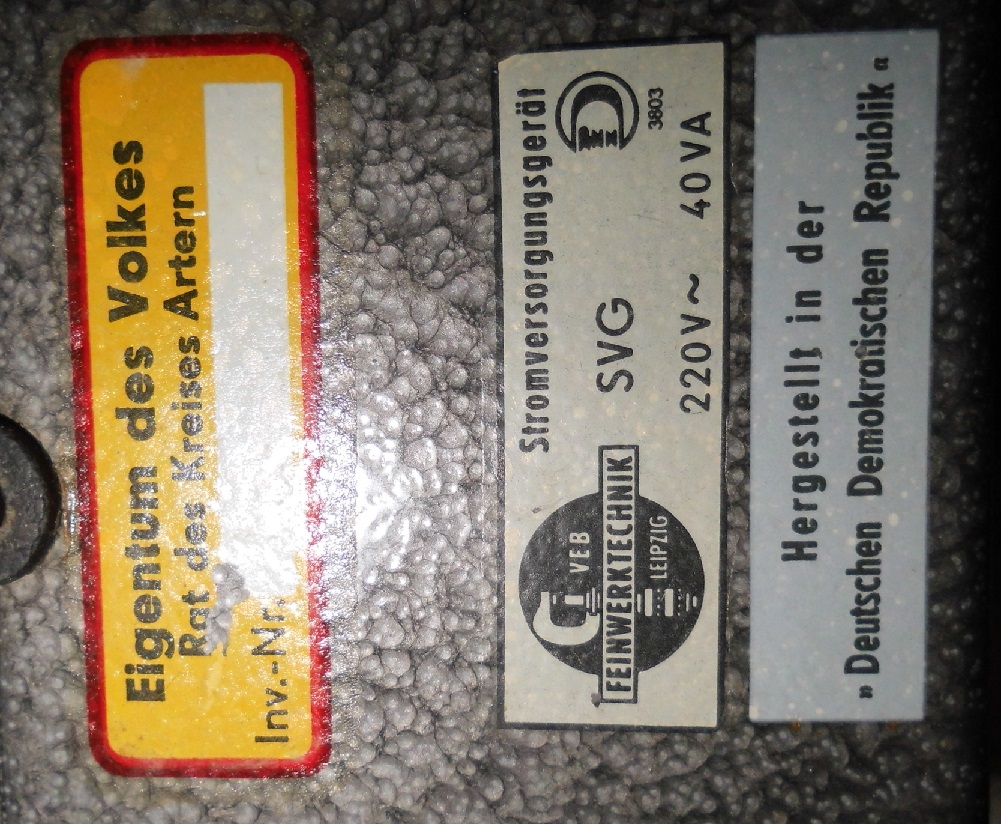 Eigentum des Volkes
Rat des Kreises Artern
Inv.-Nr.
Stromversorgungsgerät
SVG
220V~ 40VA
3803
VEB
FEINWERKTECHNIK
LEIPZIG
Hergestellt in der
»Deutschen Demokratischen Republik«